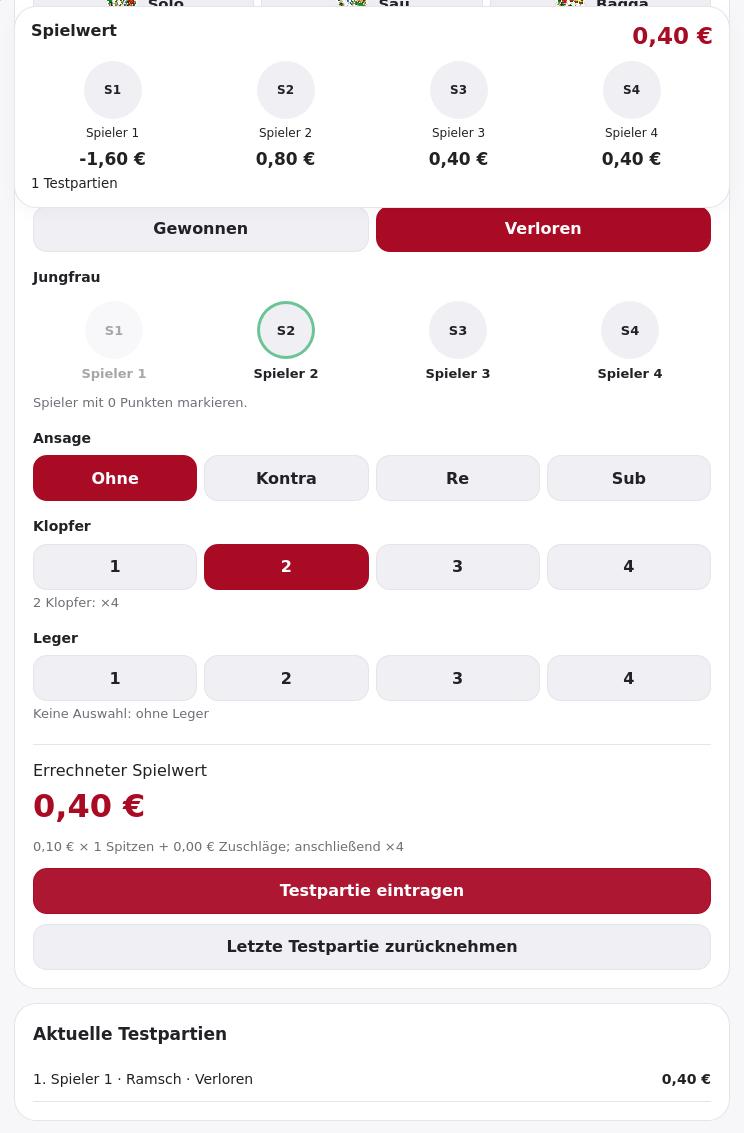 Solo Sau Bagga
Spielwert 0,40 €
S1 S2 S3 S4
Spieler 1 Spieler 2 Spieler 3 Spieler 4
-1,60 € 0,80 € 0,40 € 0,40 €
1 Testpartien
Gewonnen Verloren
Jungfrau
S1 S2 S3 S4
Spieler 1 Spieler 2 Spieler 3 Spieler 4
Spieler mit 0 Punkten markieren.
Ansage
Ohne Kontra Re Sub
Klopfer
1 2 3 4
2 Klopfer: ×4
Leger
1 2 3 4
Keine Auswahl: ohne Leger
Errechneter Spielwert
0,40 €
0,10 € × 1 Spitzen + 0,00 € Zuschläge; anschließend ×4
Testpartie eintragen
Letzte Testpartie zurücknehmen
Aktuelle Testpartien
1. Spieler 1 · Ramsch · Verloren 0,40 €